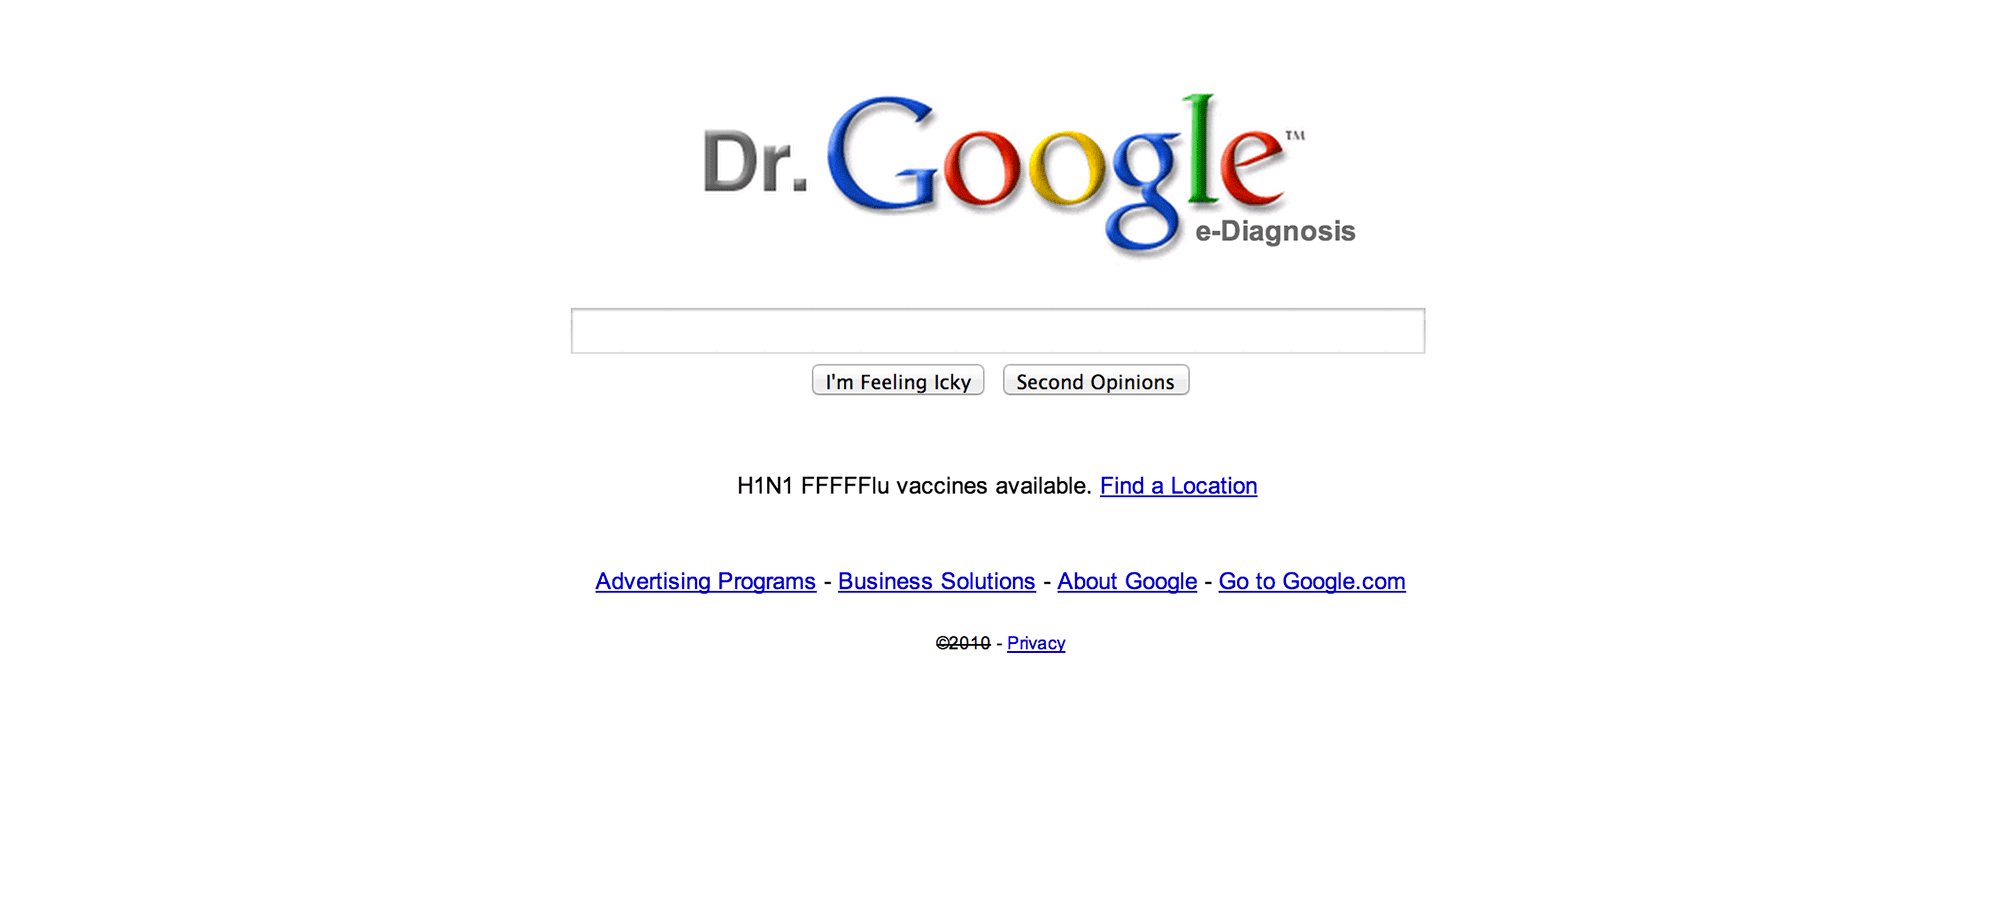 Dr. Google™
e-Diagnosis
I'm Feeling Icky Second Opinions
H1N1 FFFFFlu vaccines available. Find a Location
Advertising Programs - Business Solutions - About Google - Go to Google.com
©2010 - Privacy